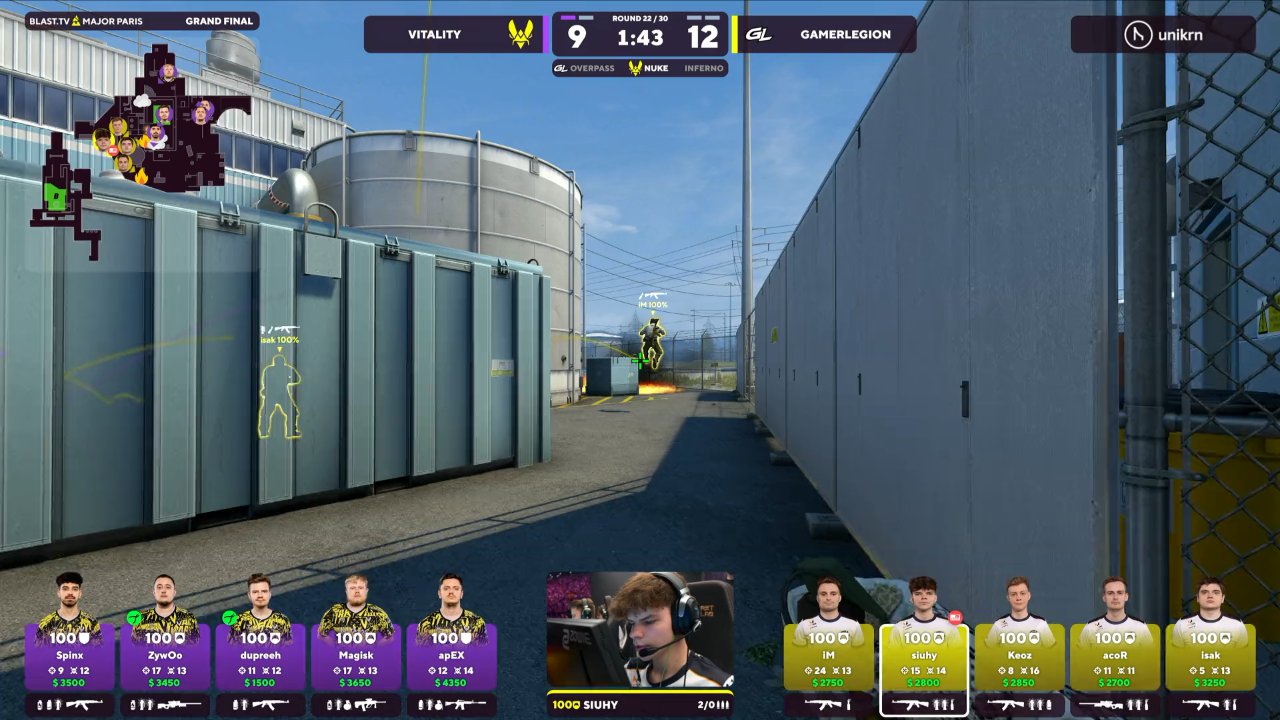 BLAST.TV MAJOR PARIS GRAND FINAL
VITALITY 9 ROUND 22 / 30 1:43 12 GL GAMERLEGION
unikrn
GL OVERPASS NUKE INFERNO
iM 100%
isak 100%
100 100 100 100 100
Spinx ZywOo dupreeh Magisk apEX
9 12 17 13 11 12 17 13 12 14
$3500 $3450 $1500 $3650 $4350
100 SIUHY 2/0
100 100 100 100 100
iM siuhy Keoz acoR isak
24 13 15 14 8 16 11 11 5 13
$2750 $2800 $2850 $2700 $3250